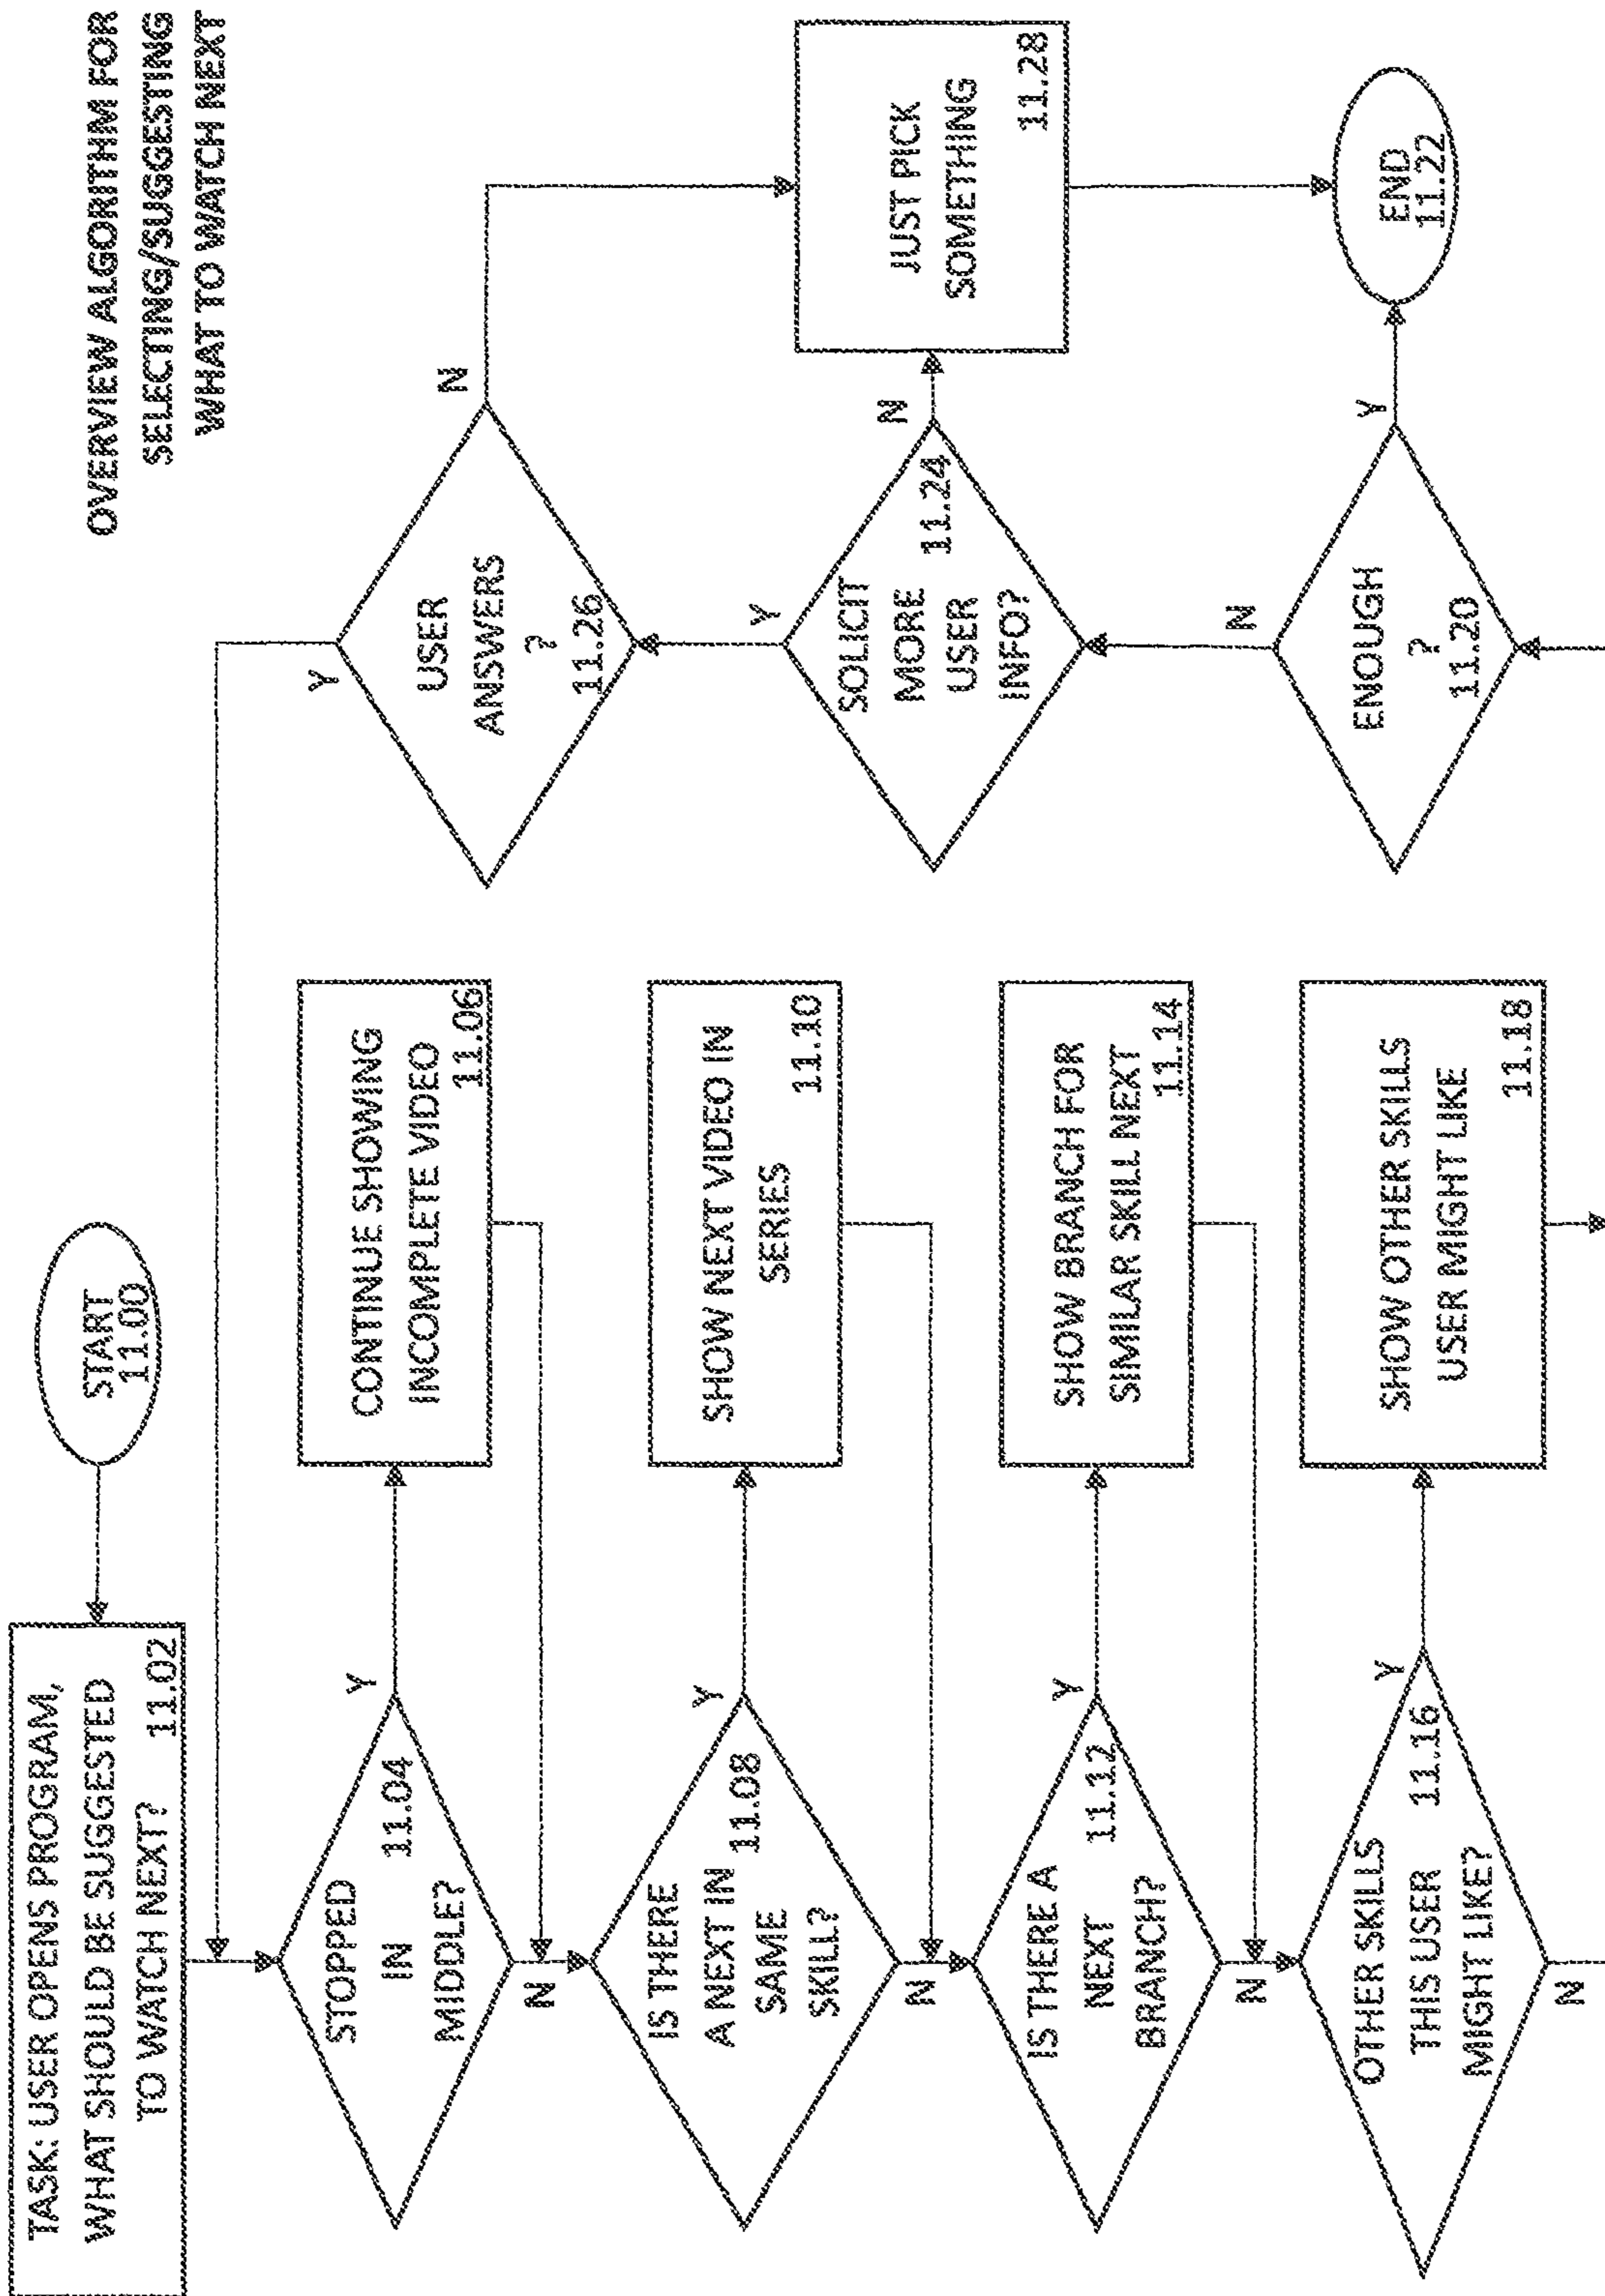 OVERVIEW ALGORITHM FOR
SELECTING/SUGGESTING
WHAT TO WATCH NEXT
START
11.00
TASK: USER OPENS PROGRAM,
WHAT SHOULD BE SUGGESTED
TO WATCH NEXT?
11.02
STOPPED
IN
MIDDLE?
11.04
Y
N
CONTINUE SHOWING
INCOMPLETE VIDEO
11.06
IS THERE
A NEXT IN
SAME
SKILL?
11.08
Y
N
SHOW NEXT VIDEO IN
SERIES
11.10
IS THERE A
NEXT
BRANCH?
11.12
Y
N
SHOW BRANCH FOR
SIMILAR SKILL NEXT
11.14
OTHER SKILLS
THIS USER
MIGHT LIKE?
11.16
Y
N
SHOW OTHER SKILLS
USER MIGHT LIKE
11.18
USER
ANSWERS
?
11.26
Y
N
SOLICIT
MORE
USER
INFO?
11.24
Y
N
JUST PICK
SOMETHING
11.28
ENOUGH
?
11.20
N
Y
END
11.22